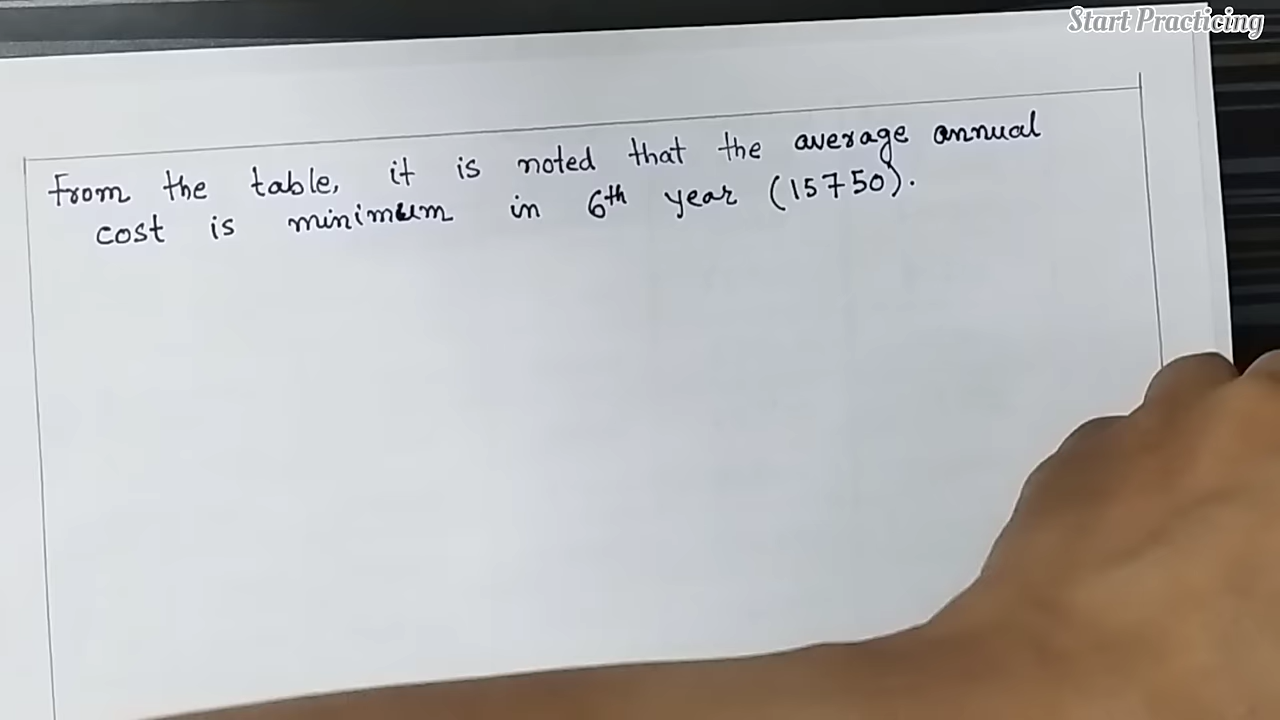 Start Practicing
From the table, it is noted that the average annual
cost is minimum in 6th year (15750).